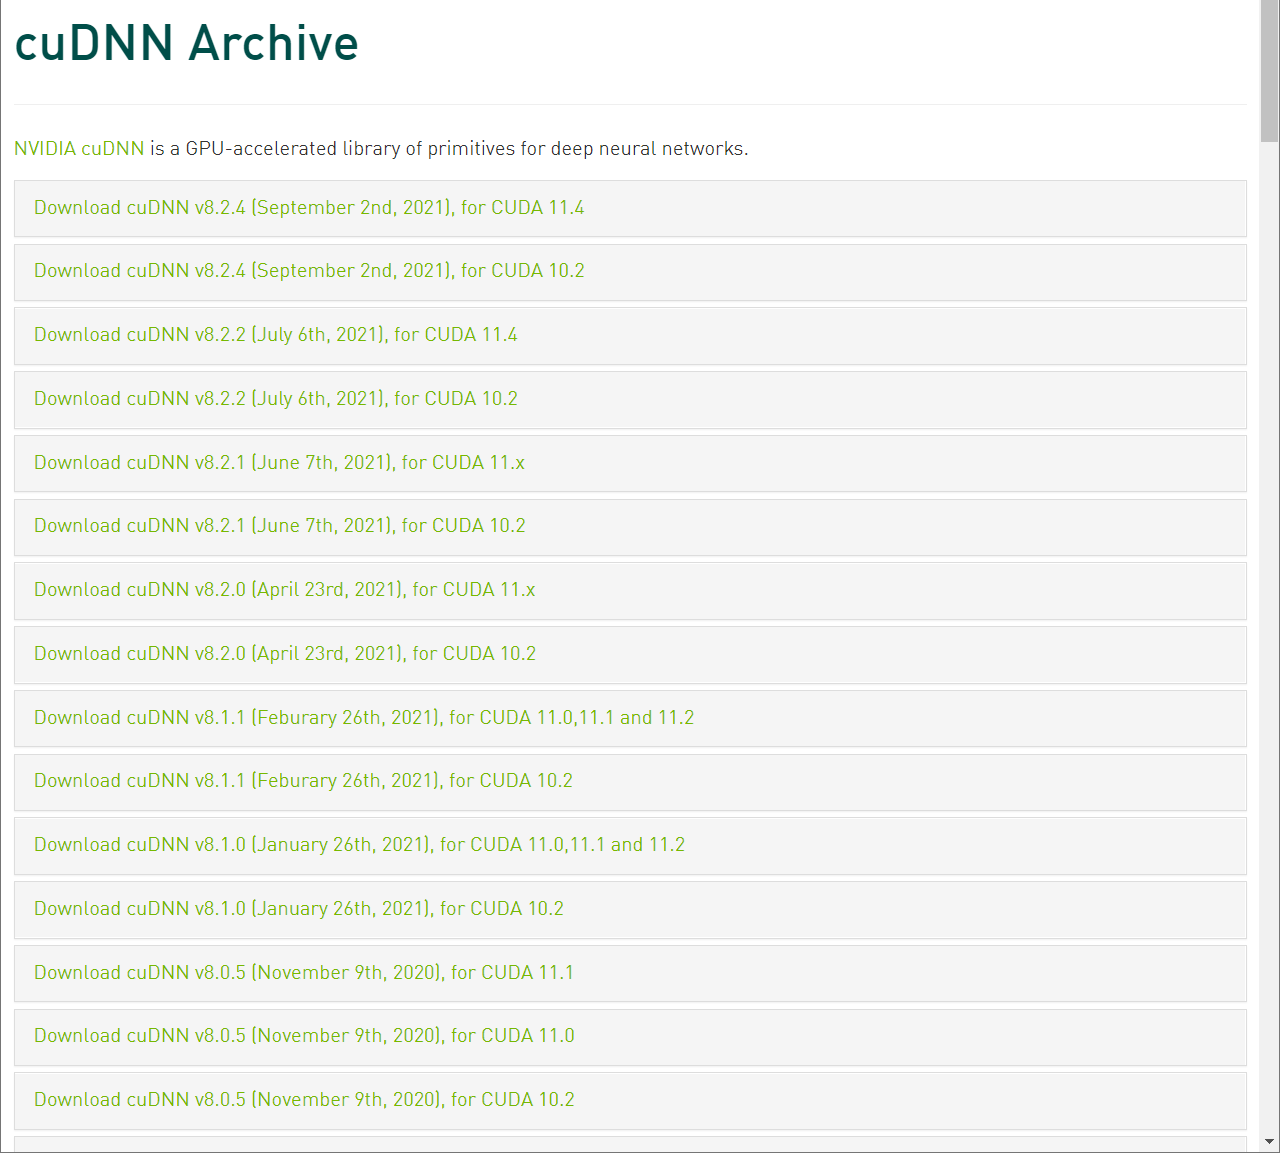 cuDNN Archive
NVIDIA cuDNN is a GPU-accelerated library of primitives for deep neural networks.
Download cuDNN v8.2.4 (September 2nd, 2021), for CUDA 11.4
Download cuDNN v8.2.4 (September 2nd, 2021), for CUDA 10.2
Download cuDNN v8.2.2 (July 6th, 2021), for CUDA 11.4
Download cuDNN v8.2.2 (July 6th, 2021), for CUDA 10.2
Download cuDNN v8.2.1 (June 7th, 2021), for CUDA 11.x
Download cuDNN v8.2.1 (June 7th, 2021), for CUDA 10.2
Download cuDNN v8.2.0 (April 23rd, 2021), for CUDA 11.x
Download cuDNN v8.2.0 (April 23rd, 2021), for CUDA 10.2
Download cuDNN v8.1.1 (Feburary 26th, 2021), for CUDA 11.0,11.1 and 11.2
Download cuDNN v8.1.1 (Feburary 26th, 2021), for CUDA 10.2
Download cuDNN v8.1.0 (January 26th, 2021), for CUDA 11.0,11.1 and 11.2
Download cuDNN v8.1.0 (January 26th, 2021), for CUDA 10.2
Download cuDNN v8.0.5 (November 9th, 2020), for CUDA 11.1
Download cuDNN v8.0.5 (November 9th, 2020), for CUDA 11.0
Download cuDNN v8.0.5 (November 9th, 2020), for CUDA 10.2